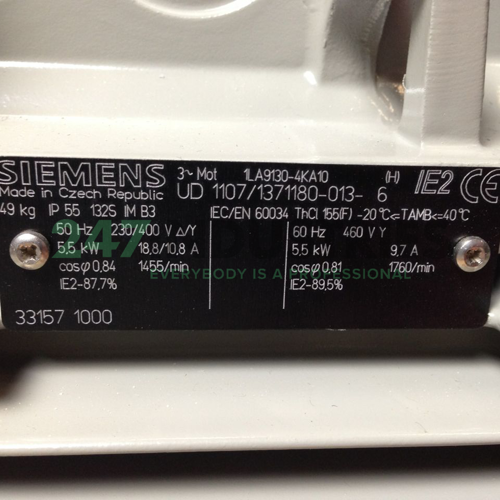 SIEMENS 3~ Mot 1LA9130-4KA10 (H) IE2 CE
Made in Czech Republic UD 1107/1371180-013- 6
49 kg IP 55 132S IM B3 IEC/EN 60034 ThCl 155(F) -20°C<=TAMB<=40°C
50 Hz 230/400 V △/Y 60 Hz 460 V Y
5,5 kW 18,8/10,8 A 5,5 kW 9,7 A
cosφ 0,84 1455/min cosφ 0,81 1760/min
IE2-87,7% IE2-89,5%
EVERYBODY IS A PROFESSIONAL
33157 1000